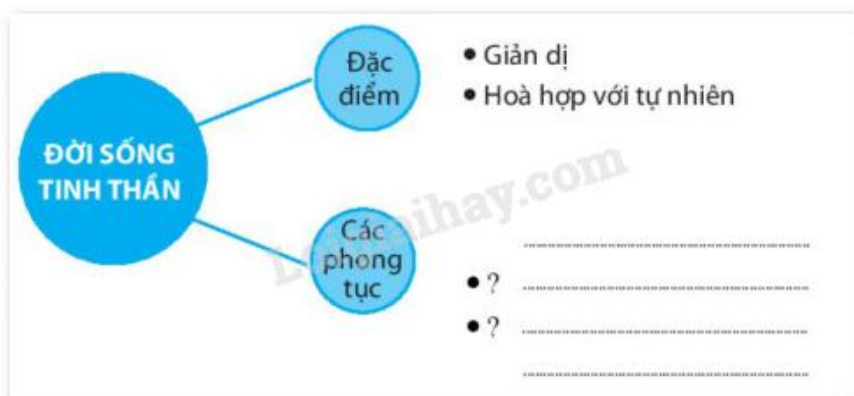 Đặc
điểm
• Giản dị
• Hoà hợp với tự nhiên
ĐỜI SỐNG
TINH THẦN
Các
phong
tục
.....................................................
• ? .....................................................
• ? .....................................................
.....................................................